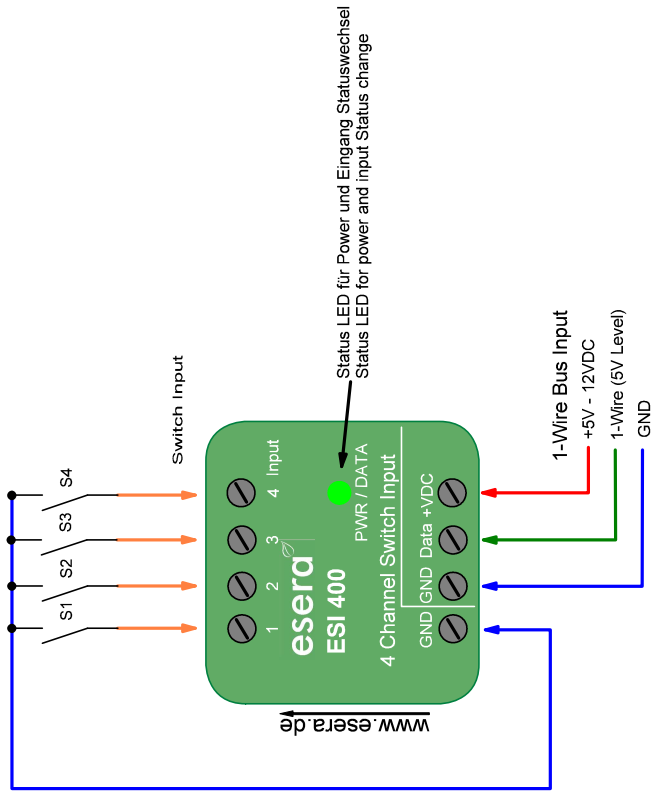 Status LED für Power und Eingang Statuswechsel
Status LED for power and input Status change
Switch Input
S4
S3
S2
S1
4 Input
3
2
1
esera
ESI 400
PWR / DATA
4 Channel Switch Input
GND GND Data +VDC
www.esera.de
1-Wire Bus Input
+5V - 12VDC
1-Wire (5V Level)
GND